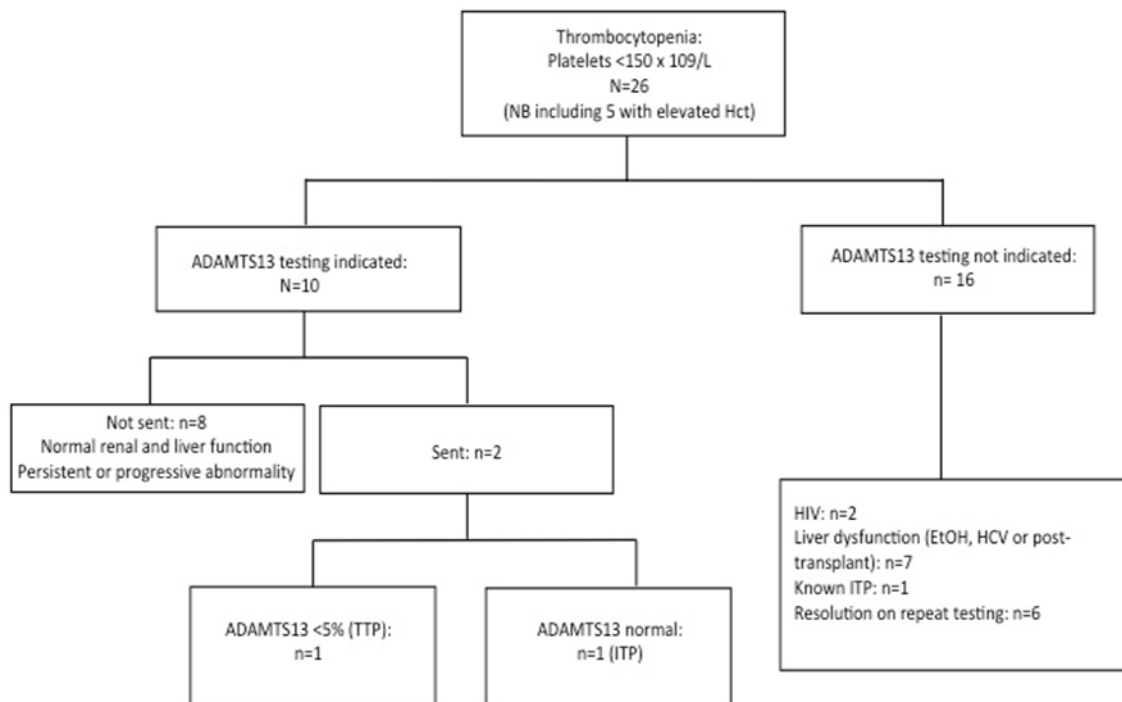 Thrombocytopenia:
Platelets <150 x 109/L
N=26
(NB including 5 with elevated Hct)
ADAMTS13 testing indicated:
N=10
ADAMTS13 testing not indicated:
n= 16
Not sent: n=8
Normal renal and liver function
Persistent or progressive abnormality
Sent: n=2
HIV: n=2
Liver dysfunction (EtOH, HCV or post-
transplant): n=7
Known ITP: n=1
Resolution on repeat testing: n=6
ADAMTS13 <5% (TTP):
n=1
ADAMTS13 normal:
n=1 (ITP)